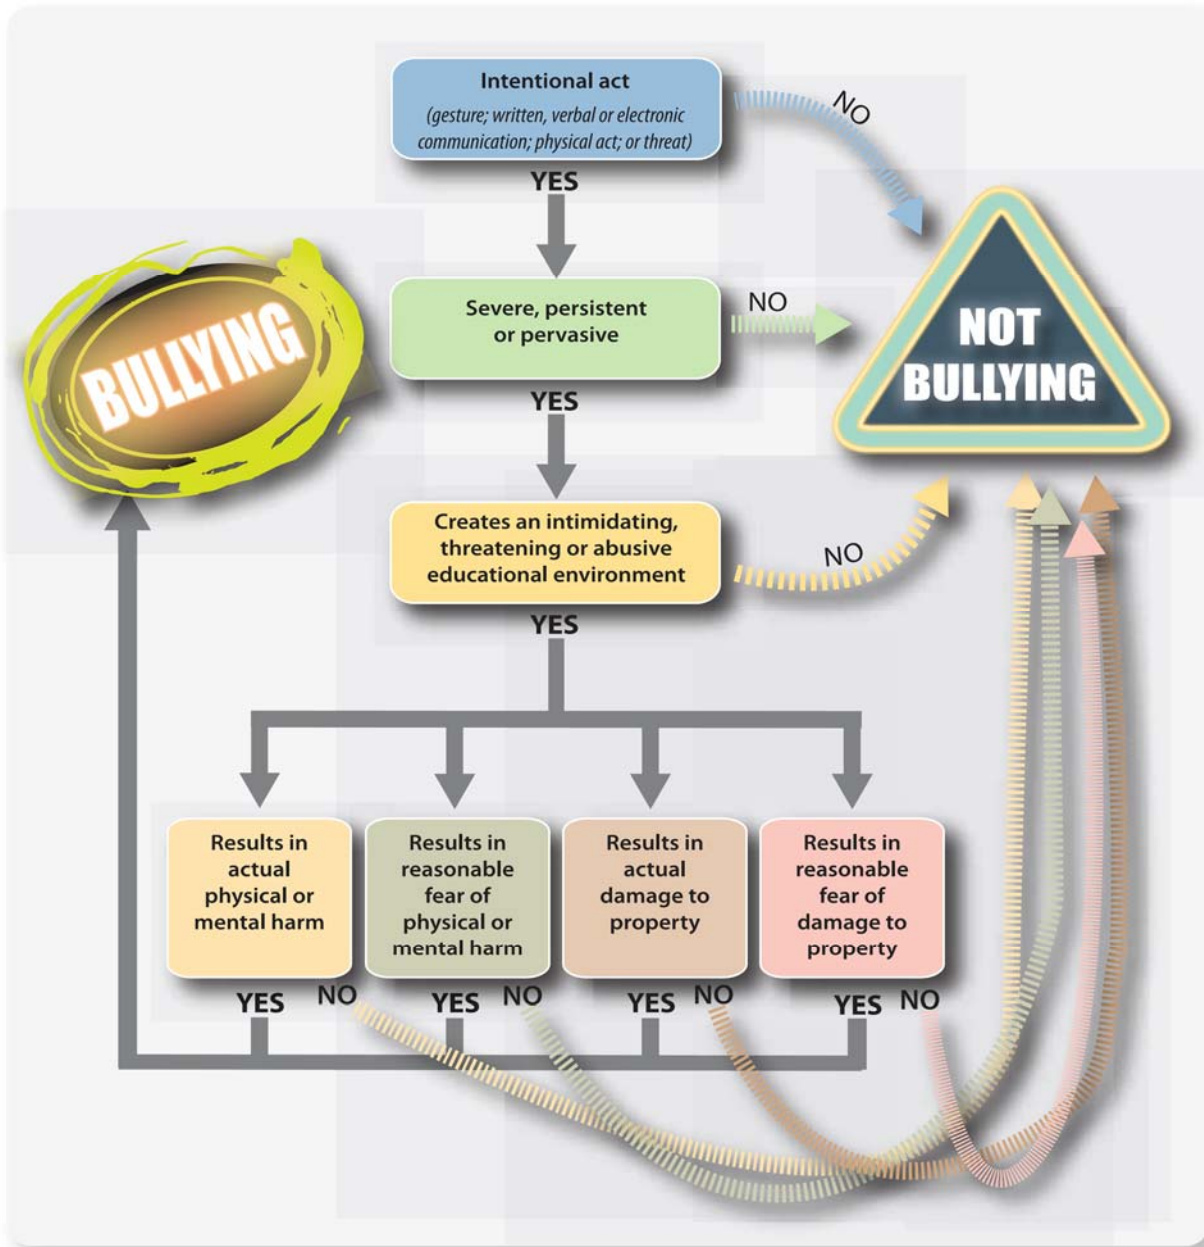 Intentional act
(gesture; written, verbal or electronic
communication; physical act; or threat)
NO
YES
BULLYING
Severe, persistent
or pervasive
NO
NOT
BULLYING
YES
Creates an intimidating,
threatening or abusive
educational environment
NO
YES
Results in
actual
physical or
mental harm
Results in
reasonable
fear of
physical or
mental harm
Results in
actual
damage to
property
Results in
reasonable
fear of
damage to
property
YES NO YES NO YES NO YES NO